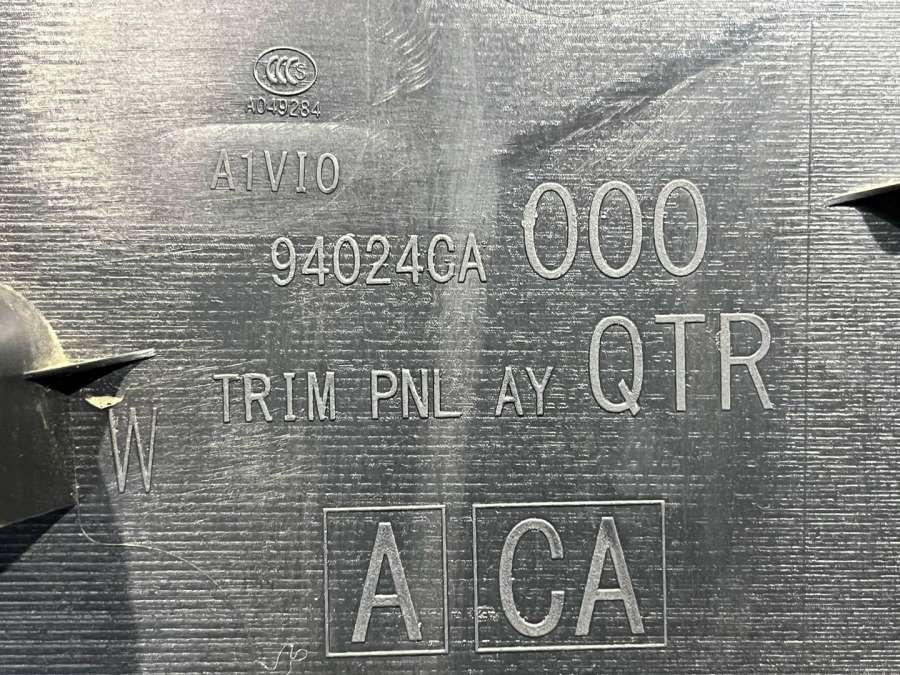 CCC S
A049284
A1VIO
94024CA 000
TRIM PNL AY QTR
W
A CA